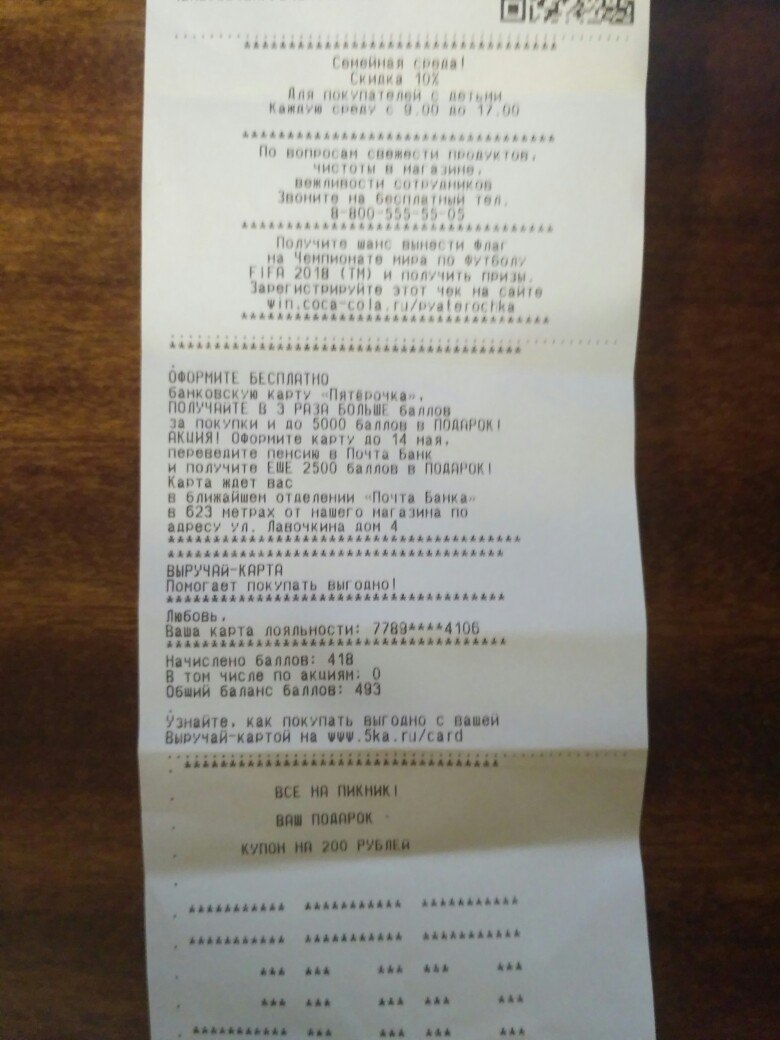 ****************************************
Семейная среда!
Скидка 10%
Для покупателей с детьми
Каждую среду с 9.00 до 17.00
****************************************
По вопросам свежести продуктов,
чистоты в магазине,
вежливости сотрудников
Звоните на бесплатный тел.
8-800-555-55-05
****************************************
Получите шанс вынести Флаг
на Чемпионате мира по футболу
FIFA 2018 (TM) и получить призы.
Зарегистрируйте этот чек на сайте
win.coca-cola.ru/pyaterochka
****************************************
****************************************
ОФОРМИТЕ БЕСПЛАТНО
банковскую карту «Пятёрочка»,
ПОЛУЧАЙТЕ В 3 РАЗА БОЛЬШЕ баллов
за покупки и до 5000 баллов в ПОДАРОК!
АКЦИЯ! Оформите карту до 14 мая,
переведите пенсию в Почта Банк
и получите ЕЩЕ 2500 баллов в ПОДАРОК!
Карта ждет вас
в ближайшем отделении «Почта Банка»
в 623 метрах от нашего магазина по
адресу ул. Лавочкина дом 4
****************************************
****************************************
ВЫРУЧАЙ-КАРТА
Помогает покупать выгодно!
****************************************
Любовь,
Ваша карта лояльности: 7789****4106
****************************************
Начислено баллов: 418
В том числе по акциям: 0
Общий баланс баллов: 493
Узнайте, как покупать выгодно с вашей
Выручай-картой на www.5ka.ru/card
****************************************
ВСЕ НА ПИКНИК!
ВАШ ПОДАРОК -
КУПОН НА 200 РУБЛЕЙ
*********** *********** ***********
*********** *********** ***********
*** *** *** *** ***
*** *** *** *** ***
*********** *** *** *** ***